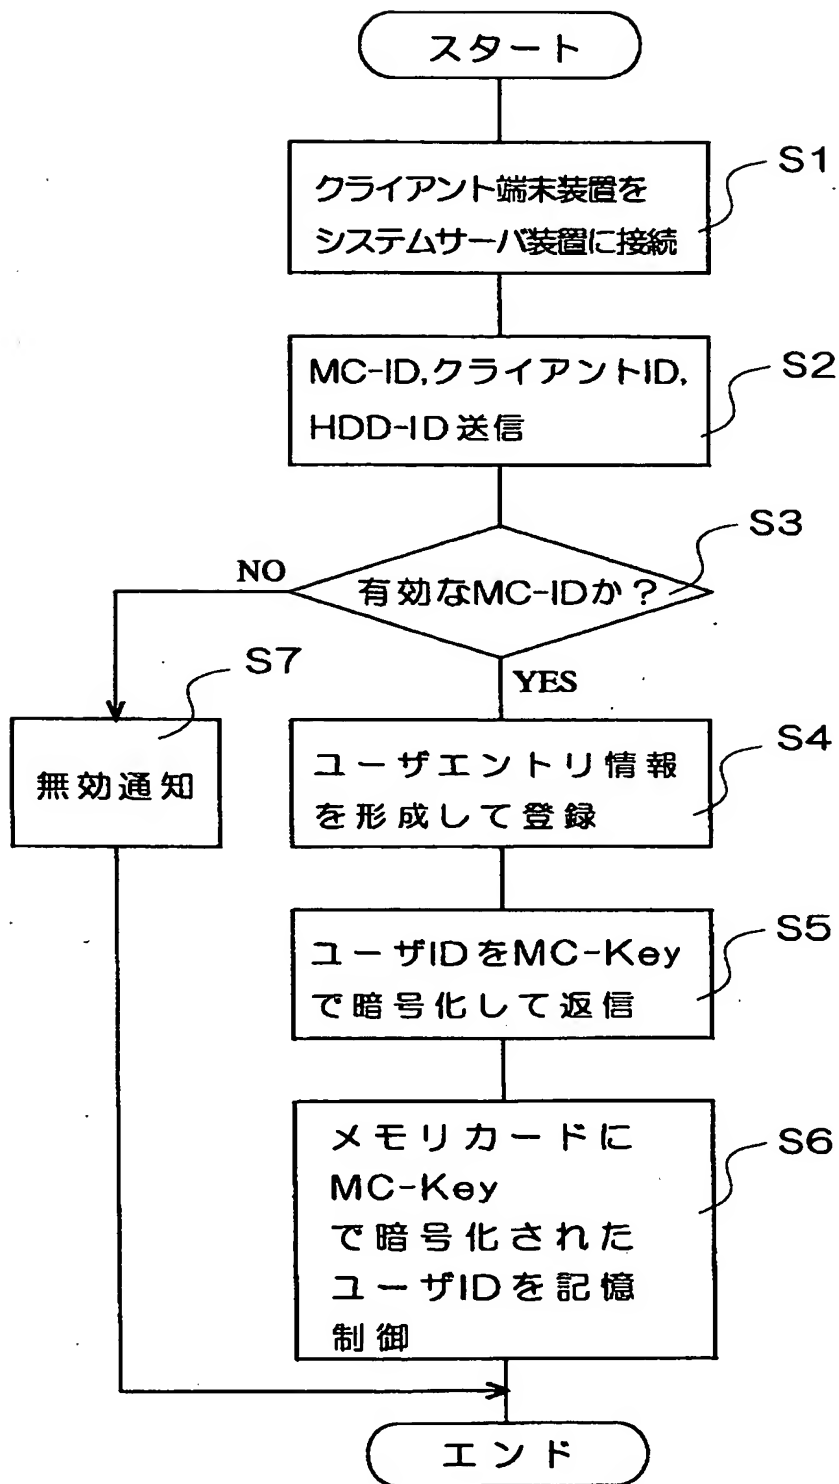 スタート
S1
クライアント端末装置を
システムサーバ装置に接続
S2
MC-ID,クライアントID,
HDD-ID送信
S3
有効なMC-IDか？
NO
YES
S7
無効通知
S4
ユーザエントリ情報
を形成して登録
S5
ユーザIDをMC-Key
で暗号化して返信
S6
メモリカードに
MC-Key
で暗号化された
ユーザIDを記憶
制御
エンド